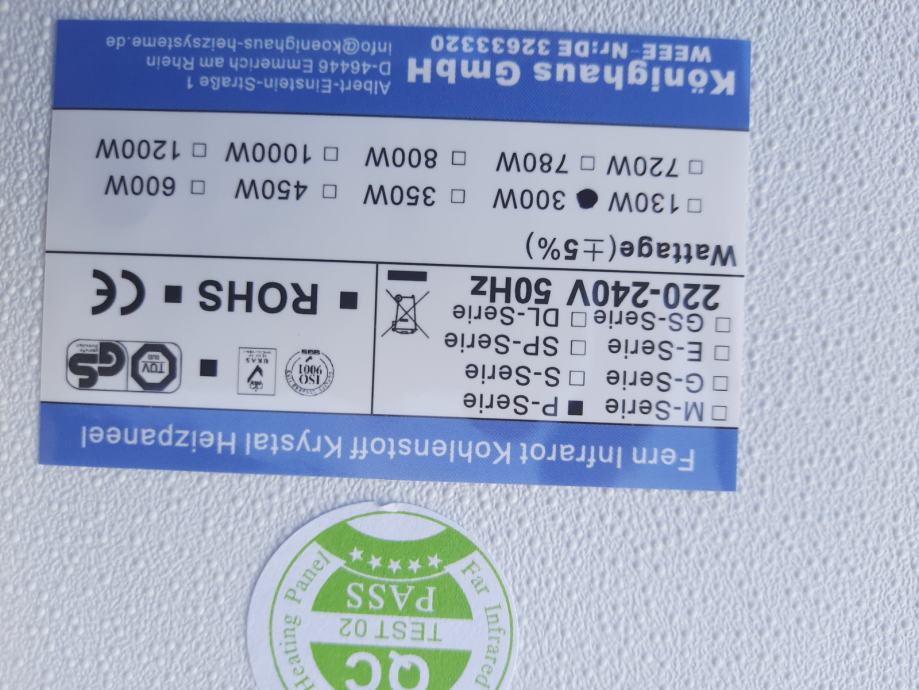 Fern Infrarot Kohlenstoff Krystal Heizpaneel
□ M-Serie ■ P-Serie
□ G-Serie □ S-Serie
□ E-Serie □ SP-Serie
□ GS-Serie □ DL-Serie
220-240V 50Hz
ISO
9001
SGS
TÜV
SÜD
GS
■ ROHS ■ CE
Wattage(±5%)
□ 130W ● 300W □ 350W □ 450W □ 600W
□ 720W □ 780W □ 800W □ 1000W □ 1200W
Könighaus GmbH
WEEE-Nr:DE 32633320
Albert-Einstein-Straße 1
D-46446 Emmerich am Rhein
info@koenighaus-heizsysteme.de
QC
TEST 02
PASS
Heating Panel
Far Infrared